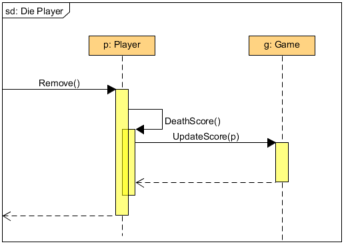 sd: Die Player
p: Player
g: Game
Remove()
DeathScore()
UpdateScore(p)